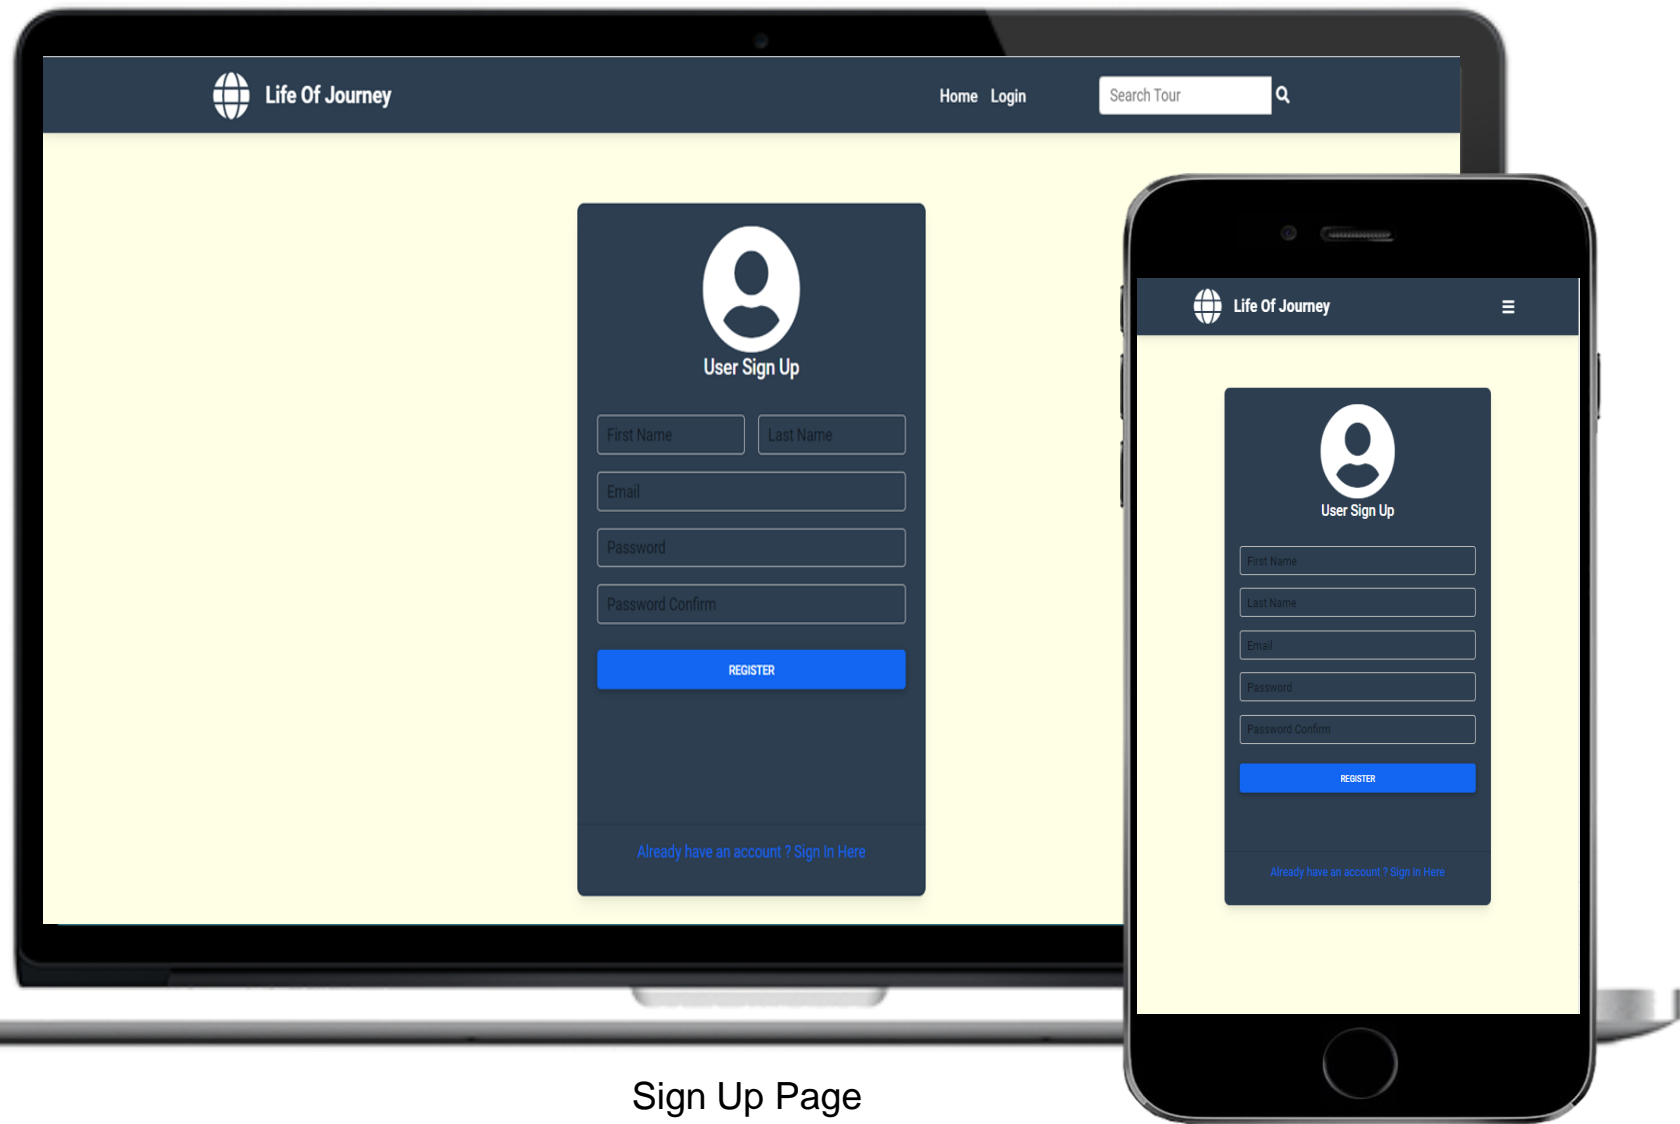 Life Of Journey
Home Login
Search Tour
User Sign Up
First Name
Last Name
Email
Password
Password Confirm
REGISTER
Already have an account ? Sign In Here
Life Of Journey
User Sign Up
First Name
Last Name
Email
Password
Password Confirm
REGISTER
Already have an account ? Sign In Here
Sign Up Page